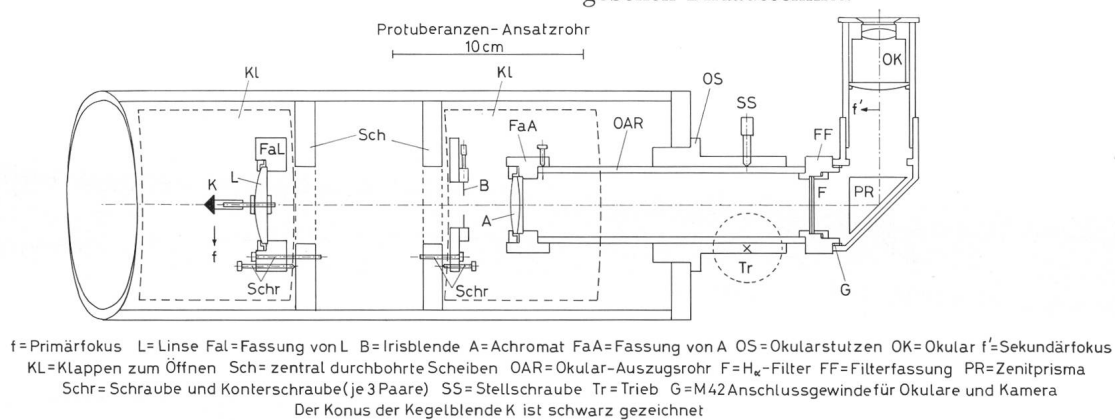 Protuberanzen-Ansatzrohr
10cm
Kl
Kl
OS
SS
OK
f'
FaA
OAR
FF
Sch
FaL
L
K
B
A
F
PR
f
Schr
Schr
Tr
G
f=Primärfokus L=Linse Fal=Fassung von L B=Irisblende A=Achromat FaA=Fassung von A OS=Okularstutzen OK=Okular f'=Sekundärfokus
KL=Klappen zum Öffnen Sch=zentral durchbohrte Scheiben OAR=Okular-Auszugsrohr F=Hα-Filter FF=Filterfassung PR=Zenitprisma
Schr=Schraube und Konterschraube(je 3 Paare) SS=Stellschraube Tr=Trieb G=M42 Anschlussgewinde für Okulare und Kamera
Der Konus der Kegelblende K ist schwarz gezeichnet